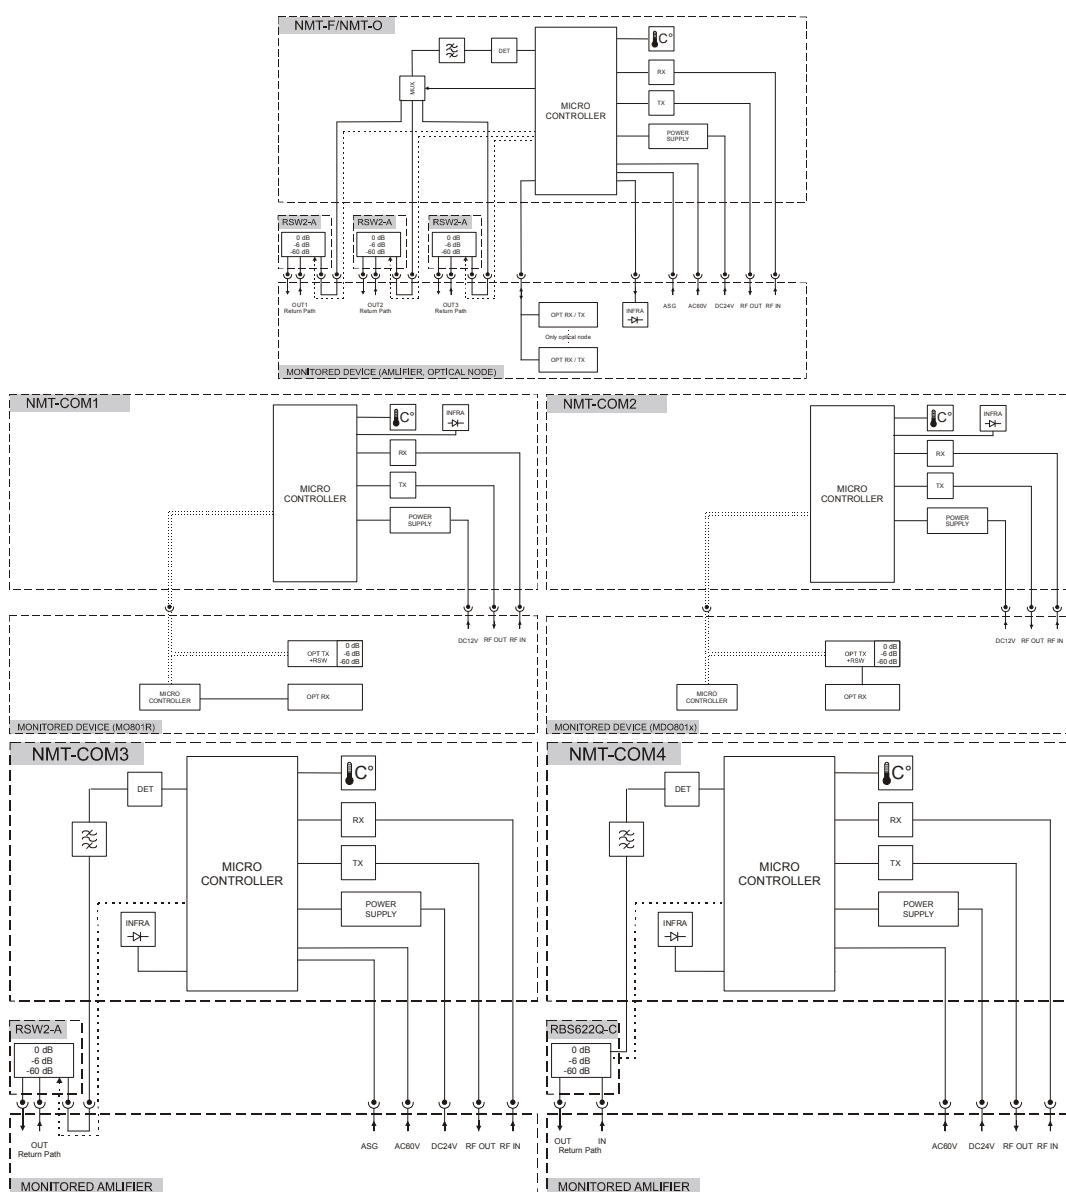 NMT-F/NMT-O
C°
DET
MUX
RX
MICRO
CONTROLLER
TX
POWER
SUPPLY
RSW2-A
RSW2-A
RSW2-A
0 dB
-6 dB
-60 dB
0 dB
-6 dB
-60 dB
0 dB
-6 dB
-60 dB
OUT1
Return Path
OUT2
Return Path
OUT3
Return Path
ASG
AC60V
DC24V
RF OUT
RF IN
INFRA
OPT RX / TX
Only optical node
OPT RX / TX
MONITORED DEVICE (AMLIFIER, OPTICAL NODE)
NMT-COM1
C°
INFRA
RX
MICRO
CONTROLLER
TX
POWER
SUPPLY
DC12V
RF OUT
RF IN
OPT TX
+RSW
0 dB
-6 dB
-60 dB
MICRO
CONTROLLER
OPT RX
MONITORED DEVICE (MO801R)
NMT-COM2
C°
INFRA
RX
MICRO
CONTROLLER
TX
POWER
SUPPLY
DC12V
RF OUT
RF IN
OPT TX
+RSW
0 dB
-6 dB
-60 dB
MICRO
CONTROLLER
OPT RX
MONITORED DEVICE (MDO801x)
NMT-COM3
C°
DET
RX
MICRO
CONTROLLER
TX
POWER
SUPPLY
INFRA
RSW2-A
0 dB
-6 dB
-60 dB
OUT
Return Path
ASG
AC60V
DC24V
RF OUT
RF IN
MONITORED AMLIFIER
NMT-COM4
C°
DET
RX
MICRO
CONTROLLER
TX
POWER
SUPPLY
INFRA
RBS622Q-C
0 dB
-6 dB
-60 dB
OUT
IN
Return Path
AC60V
DC24V
RF OUT
RF IN
MONITORED AMLIFIER